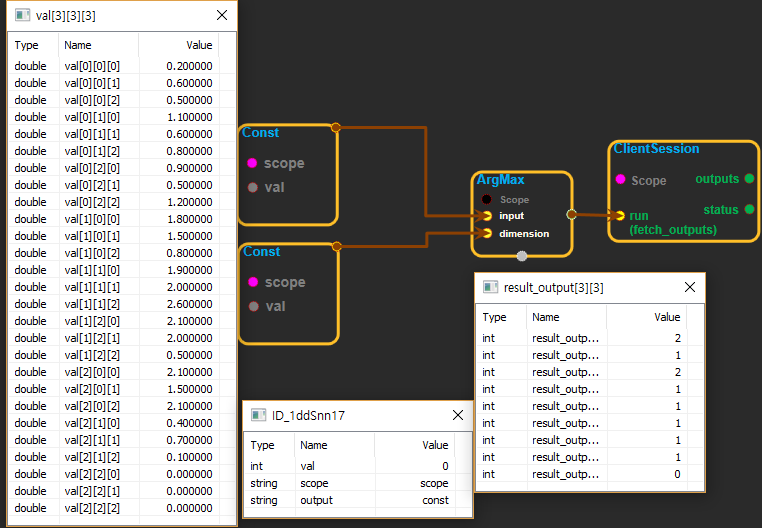 val[3][3][3]
Type Name Value
double val[0][0][0] 0.200000
double val[0][0][1] 0.600000
double val[0][0][2] 0.500000
double val[0][1][0] 1.100000
double val[0][1][1] 0.600000
double val[0][1][2] 0.800000
double val[0][2][0] 0.900000
double val[0][2][1] 0.500000
double val[0][2][2] 1.200000
double val[1][0][0] 1.800000
double val[1][0][1] 1.500000
double val[1][0][2] 0.800000
double val[1][1][0] 1.900000
double val[1][1][1] 2.000000
double val[1][1][2] 2.600000
double val[1][2][0] 2.100000
double val[1][2][1] 2.000000
double val[1][2][2] 0.500000
double val[2][0][0] 2.100000
double val[2][0][1] 1.500000
double val[2][0][2] 2.100000
double val[2][1][0] 0.400000
double val[2][1][1] 0.700000
double val[2][1][2] 0.100000
double val[2][2][0] 0.000000
double val[2][2][1] 0.000000
double val[2][2][2] 0.000000
Const
scope
val
Const
scope
val
ArgMax
Scope
input
dimension
ClientSession
Scope
outputs
status
run
(fetch_outputs)
result_output[3][3]
Type Name Value
int result_outp... 2
int result_outp... 1
int result_outp... 2
int result_outp... 1
int result_outp... 1
int result_outp... 1
int result_outp... 1
int result_outp... 1
int result_outp... 0
ID_1ddSnn17
Type Name Value
int val 0
string scope scope
string output const